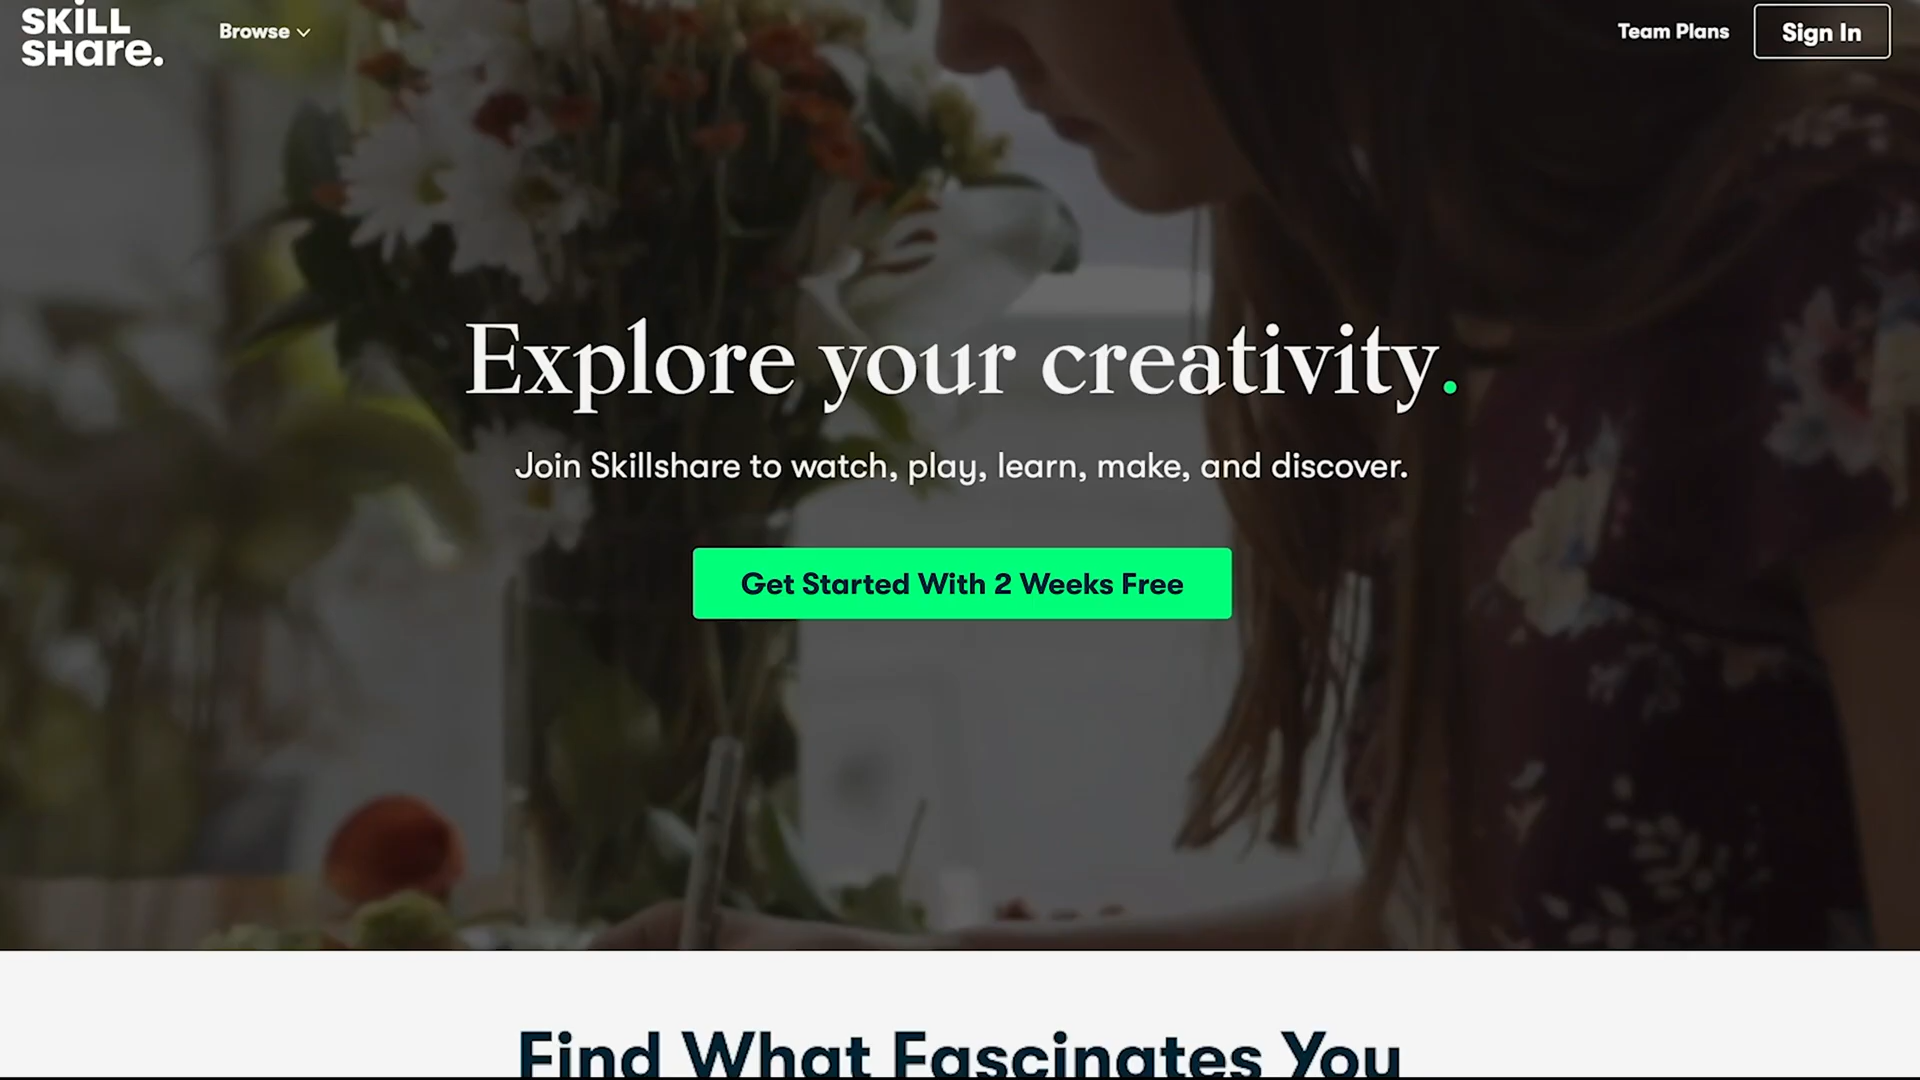 SKiLL
SHare.
Browse
Team Plans
Sign In
Explore your creativity.
Join Skillshare to watch, play, learn, make, and discover.
Get Started With 2 Weeks Free
Find What Fascinates You